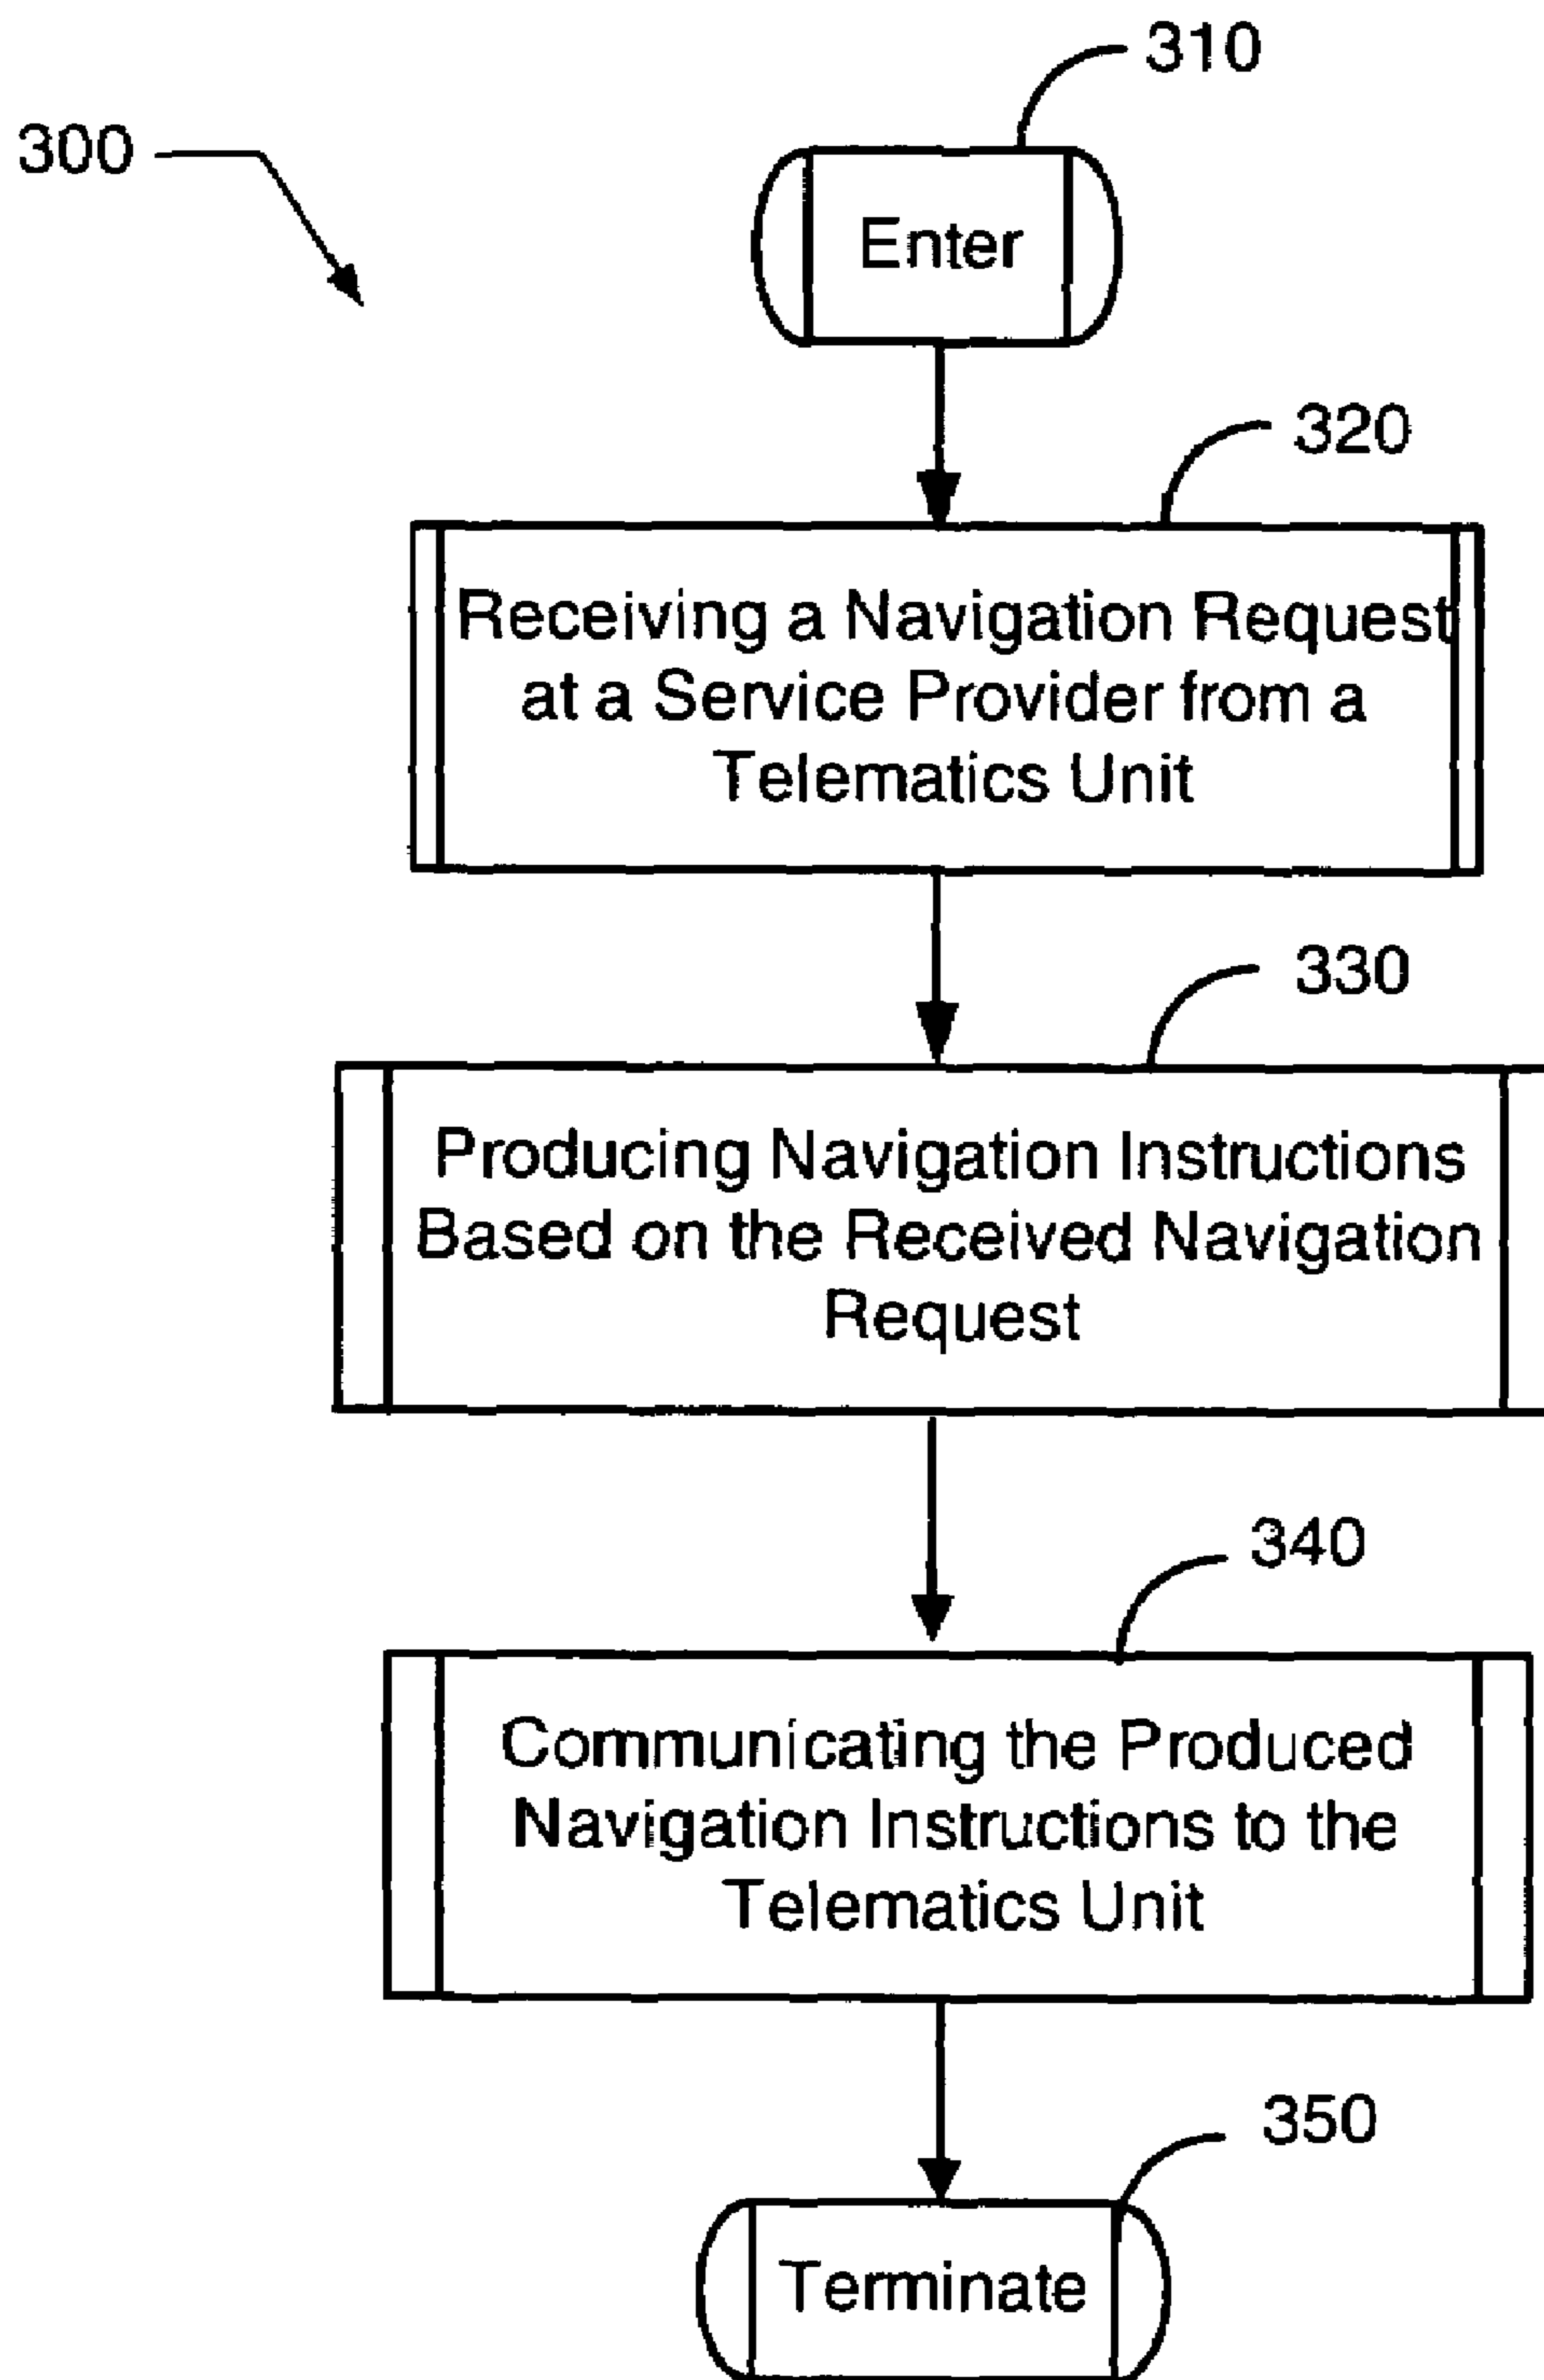 310
300
Enter
320
Receiving a Navigation Request
at a Service Provider from a
Telematics Unit
330
Producing Navigation Instructions
Based on the Received Navigation
Request
340
Communicating the Produced
Navigation Instructions to the
Telematics Unit
350
Terminate